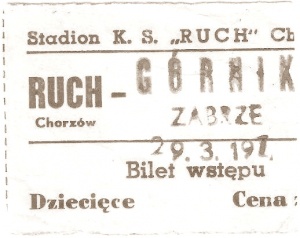 Stadion K. S. „RUCH” Ch
RUCH – GÓRNIK
Chorzów ZABRZE
29. 3. 197
Bilet wstępu
Dziecięce Cena z